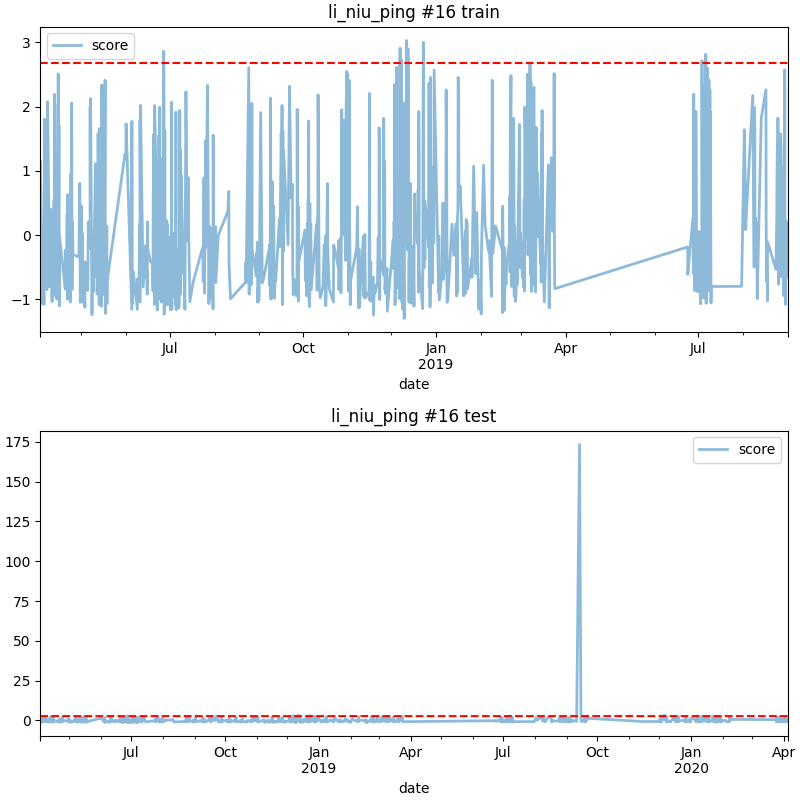 li_niu_ping #16 train
score
3
2
1
0
−1
Jul Oct Jan Apr Jul
2019
date
li_niu_ping #16 test
score
175
150
125
100
75
50
25
0
Jul Oct Jan Apr Jul Oct Jan Apr
2019 2020
date